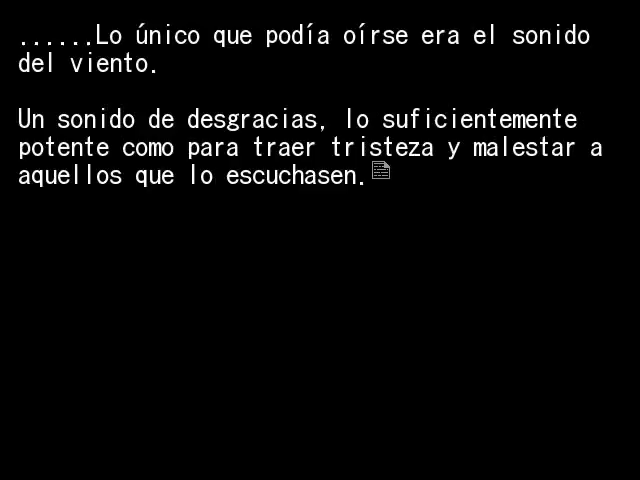 ......Lo único que podía oírse era el sonido
del viento.
Un sonido de desgracias, lo suficientemente
potente como para traer tristeza y malestar a
aquellos que lo escuchasen.